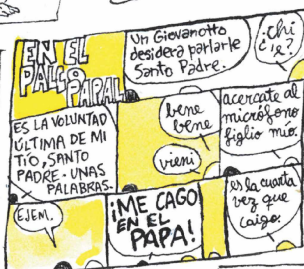 EN EL
PALCO
PAPAL
Un Giovanotto
desidera parlarle
Santo Padre.
¿Chi
c'è?
ES LA VOLUNTAD
ÚLTIMA DE MI
TÍO, SANTO
PADRE. UNAS
PALABRAS.
bene
bene
vieni
acercate al
micrófono
figlio mio.
EJEM.
¡ME CAGO
EN EL
PAPA!
es la cuarta
vez que
caigo.